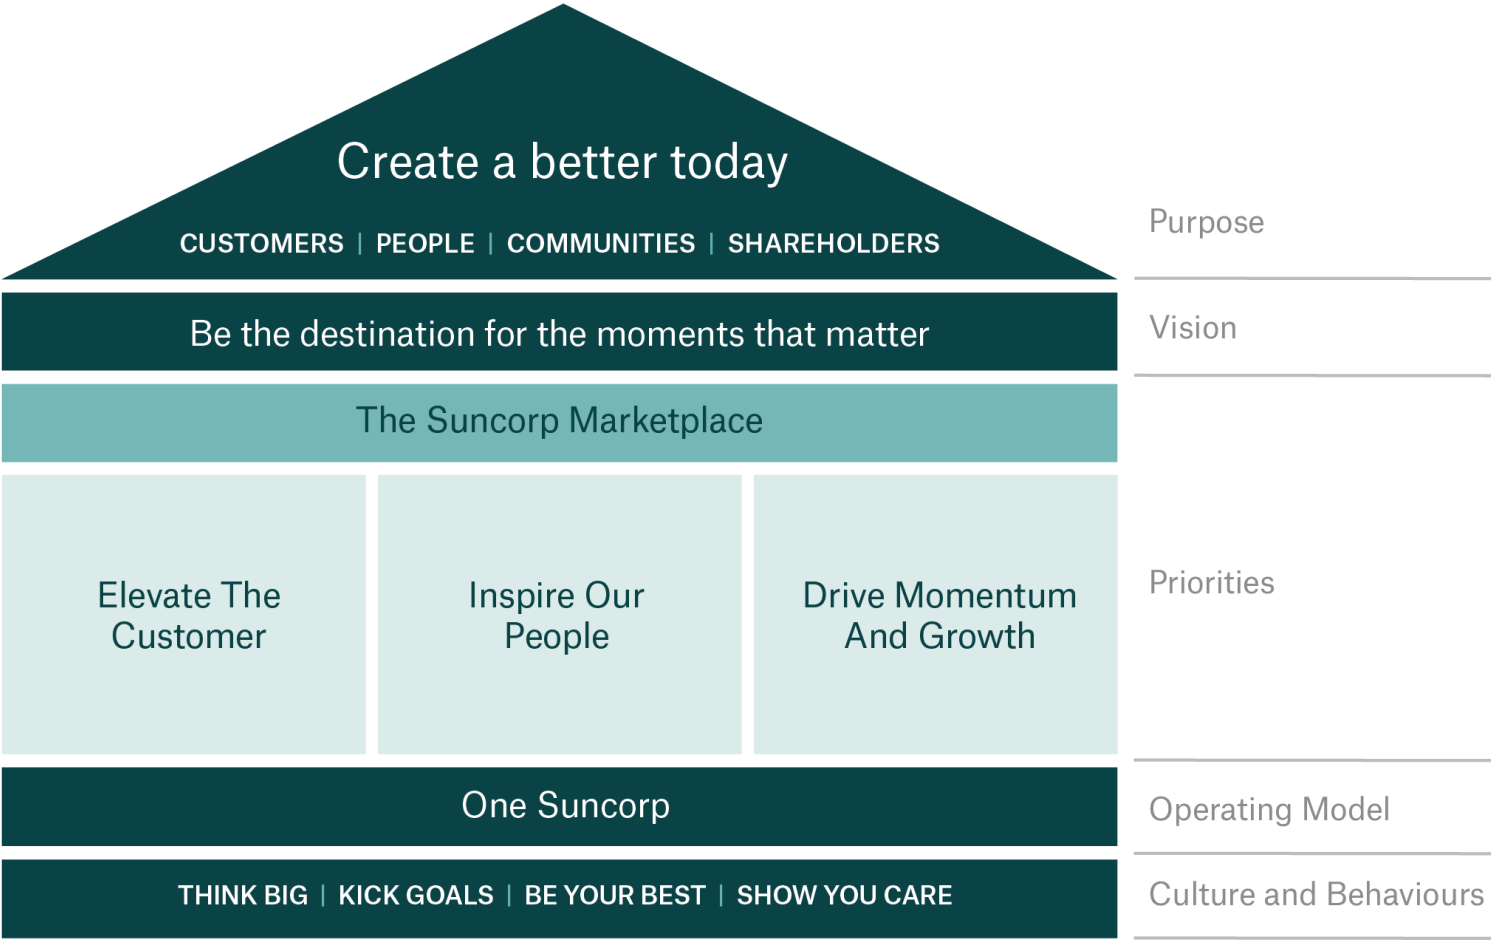 Create a better today
CUSTOMERS | PEOPLE | COMMUNITIES | SHAREHOLDERS
Purpose
Be the destination for the moments that matter
Vision
The Suncorp Marketplace
Elevate The
Customer
Inspire Our
People
Drive Momentum
And Growth
Priorities
One Suncorp
Operating Model
THINK BIG | KICK GOALS | BE YOUR BEST | SHOW YOU CARE
Culture and Behaviours